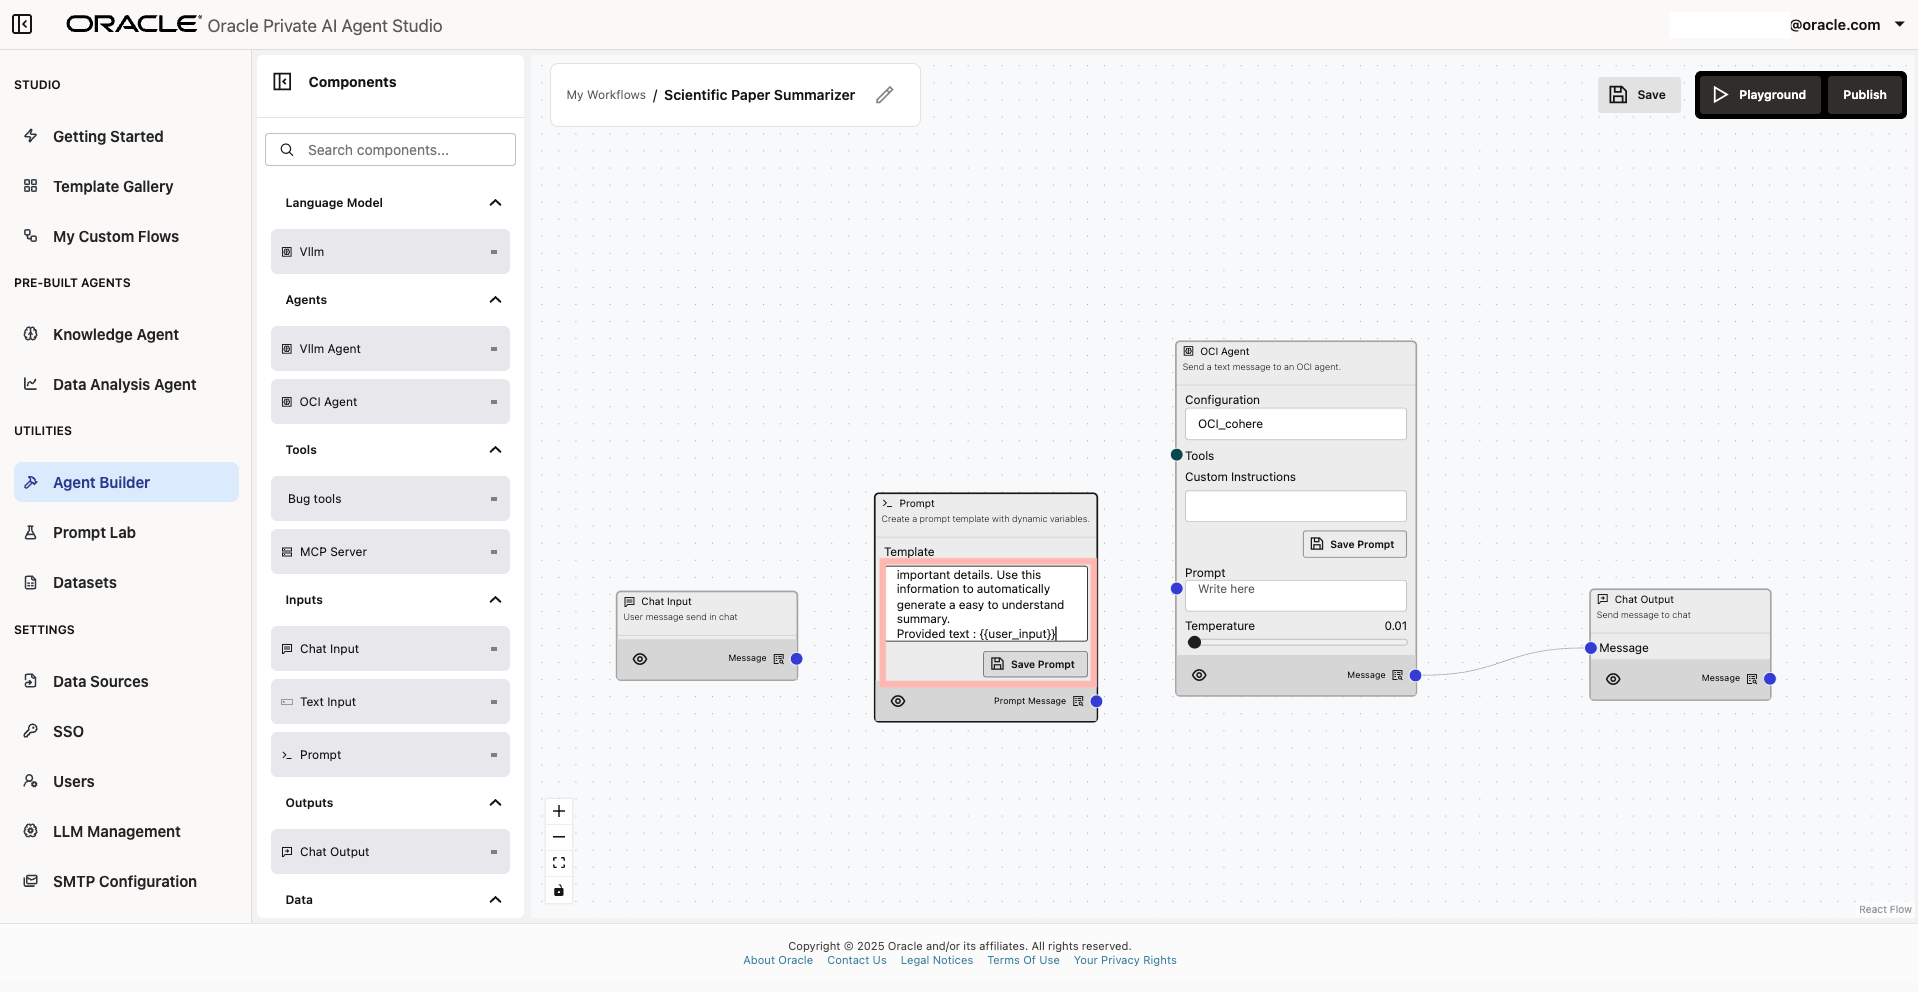 ORACLE Oracle Private AI Agent Studio
@oracle.com
STUDIO
Getting Started
Template Gallery
My Custom Flows
PRE-BUILT AGENTS
Knowledge Agent
Data Analysis Agent
UTILITIES
Agent Builder
Prompt Lab
Datasets
SETTINGS
Data Sources
SSO
Users
LLM Management
SMTP Configuration
Components
Search components...
Language Model
Vllm
Agents
Vllm Agent
OCI Agent
Tools
Bug tools
MCP Server
Inputs
Chat Input
Text Input
Prompt
Outputs
Chat Output
Data
My Workflows / Scientific Paper Summarizer
Save
Playground
Publish
Chat Input
User message send in chat
Message
Prompt
Create a prompt template with dynamic variables.
Template
important details. Use this
information to automatically
generate a easy to understand
summary.
Provided text : {{user_input}}
Save Prompt
Prompt Message
OCI Agent
Send a text message to an OCI agent.
Configuration
OCI_cohere
Tools
Custom Instructions
Save Prompt
Prompt
Write here
Temperature 0.01
Message
Chat Output
Send message to chat
Message
Message
React Flow
Copyright © 2025 Oracle and/or its affiliates. All rights reserved.
About Oracle Contact Us Legal Notices Terms Of Use Your Privacy Rights